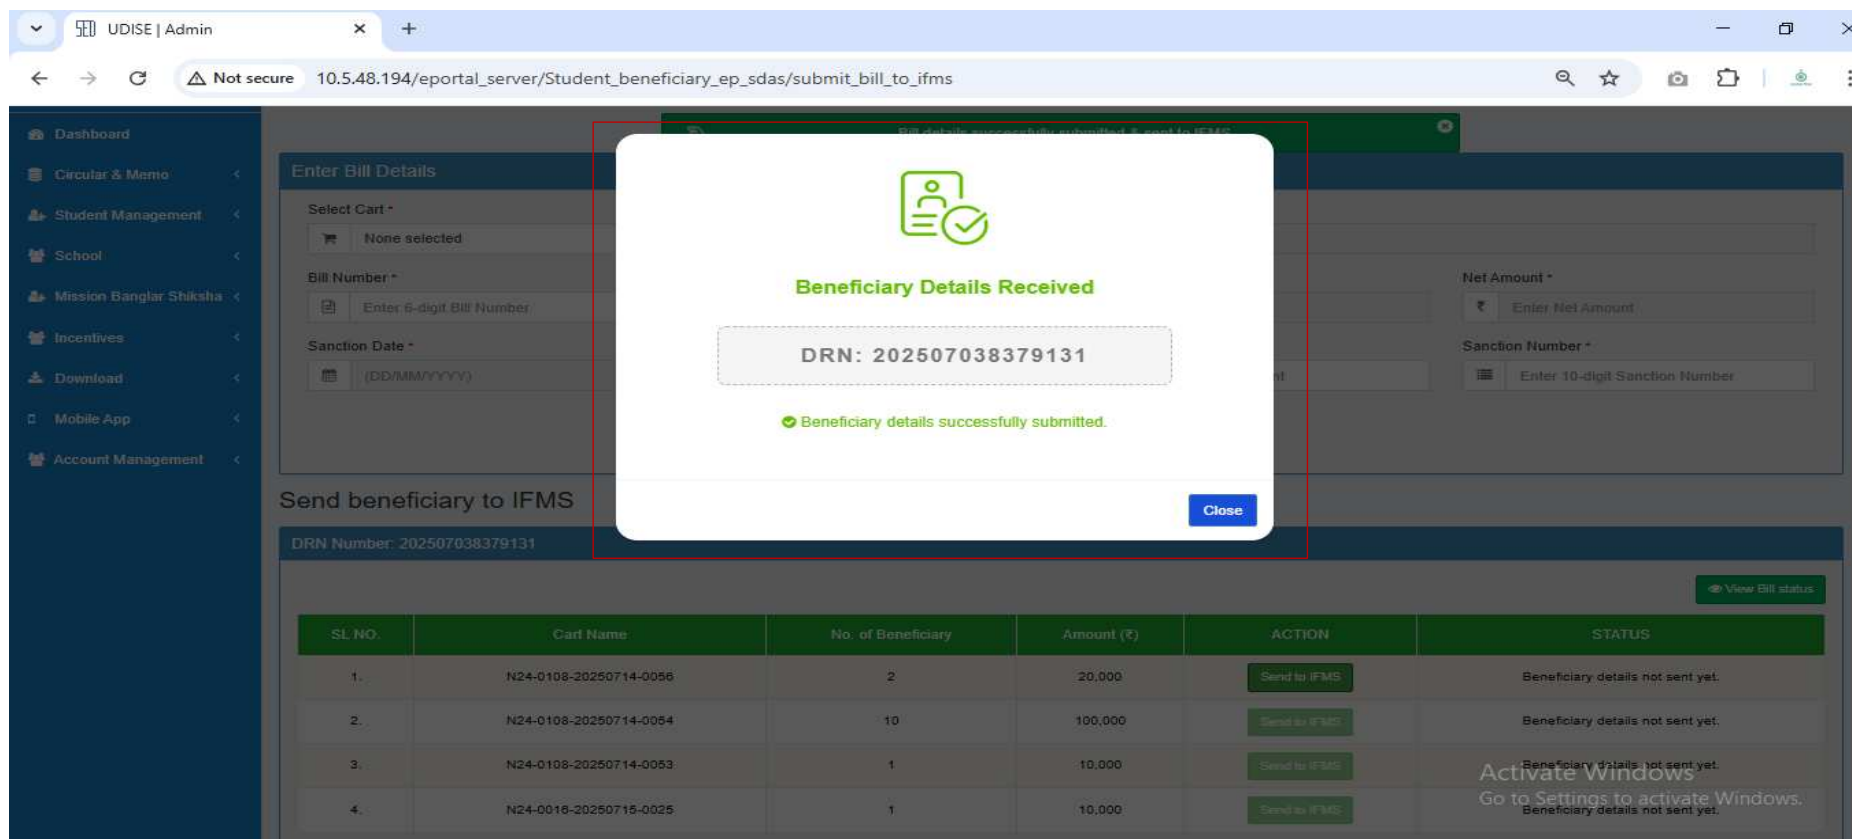 UDISE | Admin
Not secure 10.5.48.194/eportal_server/Student_beneficiary_ep_sdas/submit_bill_to_ifms
Dashboard
Circular & Memo
Student Management
School
Mission Banglar Shiksha
Incentives
Download
Mobile App
Account Management
Bill details successfully submitted & sent to IFMS
Enter Bill Details
Select Cart *
None selected
Bill Number *
Enter 6-digit Bill Number
Net Amount *
₹ Enter Net Amount
Sanction Date *
(DD/MM/YYYY)
Sanction Number *
Enter 10-digit Sanction Number
Beneficiary Details Received
DRN: 202507038379131
Beneficiary details successfully submitted.
Close
Send beneficiary to IFMS
DRN Number: 202507038379131
View Bill status
SL NO. Cart Name No. of Beneficiary Amount (₹) ACTION STATUS
1. N24-0108-20250714-0056 2 20,000 Send to IFMS Beneficiary details not sent yet.
2. N24-0108-20250714-0054 10 100,000 Send to IFMS Beneficiary details not sent yet.
3. N24-0108-20250714-0053 1 10,000 Send to IFMS Beneficiary details not sent yet.
4. N24-0016-20250715-0025 1 10,000 Send to IFMS Beneficiary details not sent yet.
Activate Windows
Go to Settings to activate Windows.